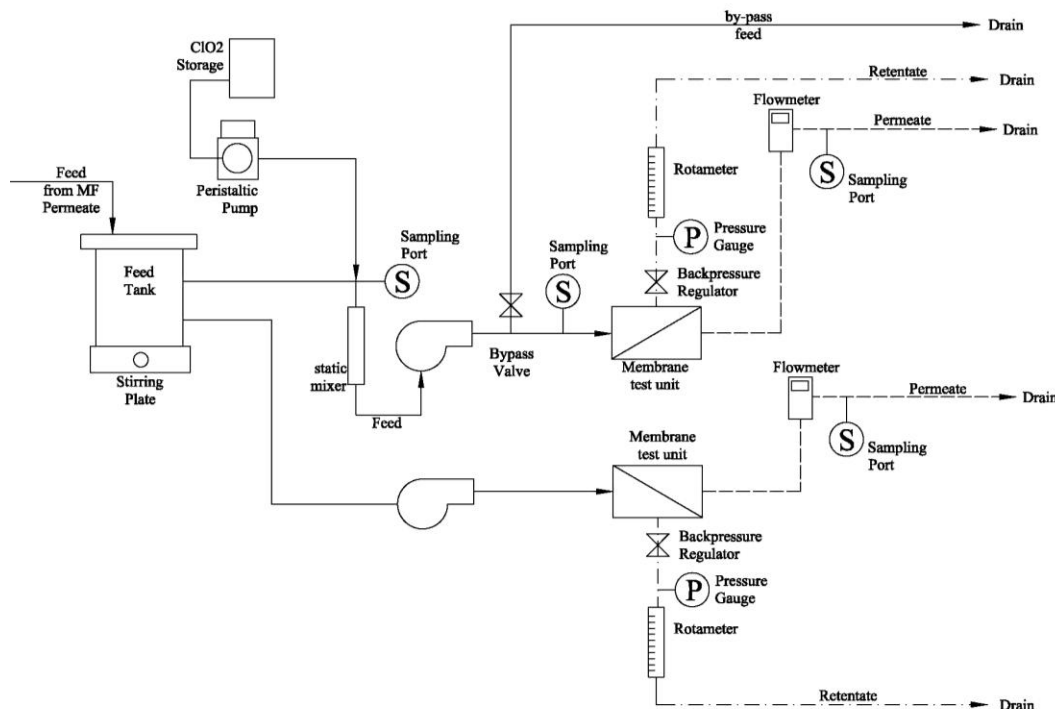 by-pass
feed
Drain
ClO2
Storage
Retentate
Drain
Flowmeter
Permeate
Drain
Feed
from MF
Permeate
Peristaltic
Pump
Rotameter
S
Sampling
Port
Sampling
Port
S
P
Pressure
Gauge
Sampling
Port
S
Backpressure
Regulator
Feed
Tank
static
mixer
Bypass
Valve
Membrane
test unit
Stirring
Plate
Feed
Flowmeter
Permeate
Drain
Membrane
test unit
S
Sampling
Port
Backpressure
Regulator
P
Pressure
Gauge
Rotameter
Retentate
Drain